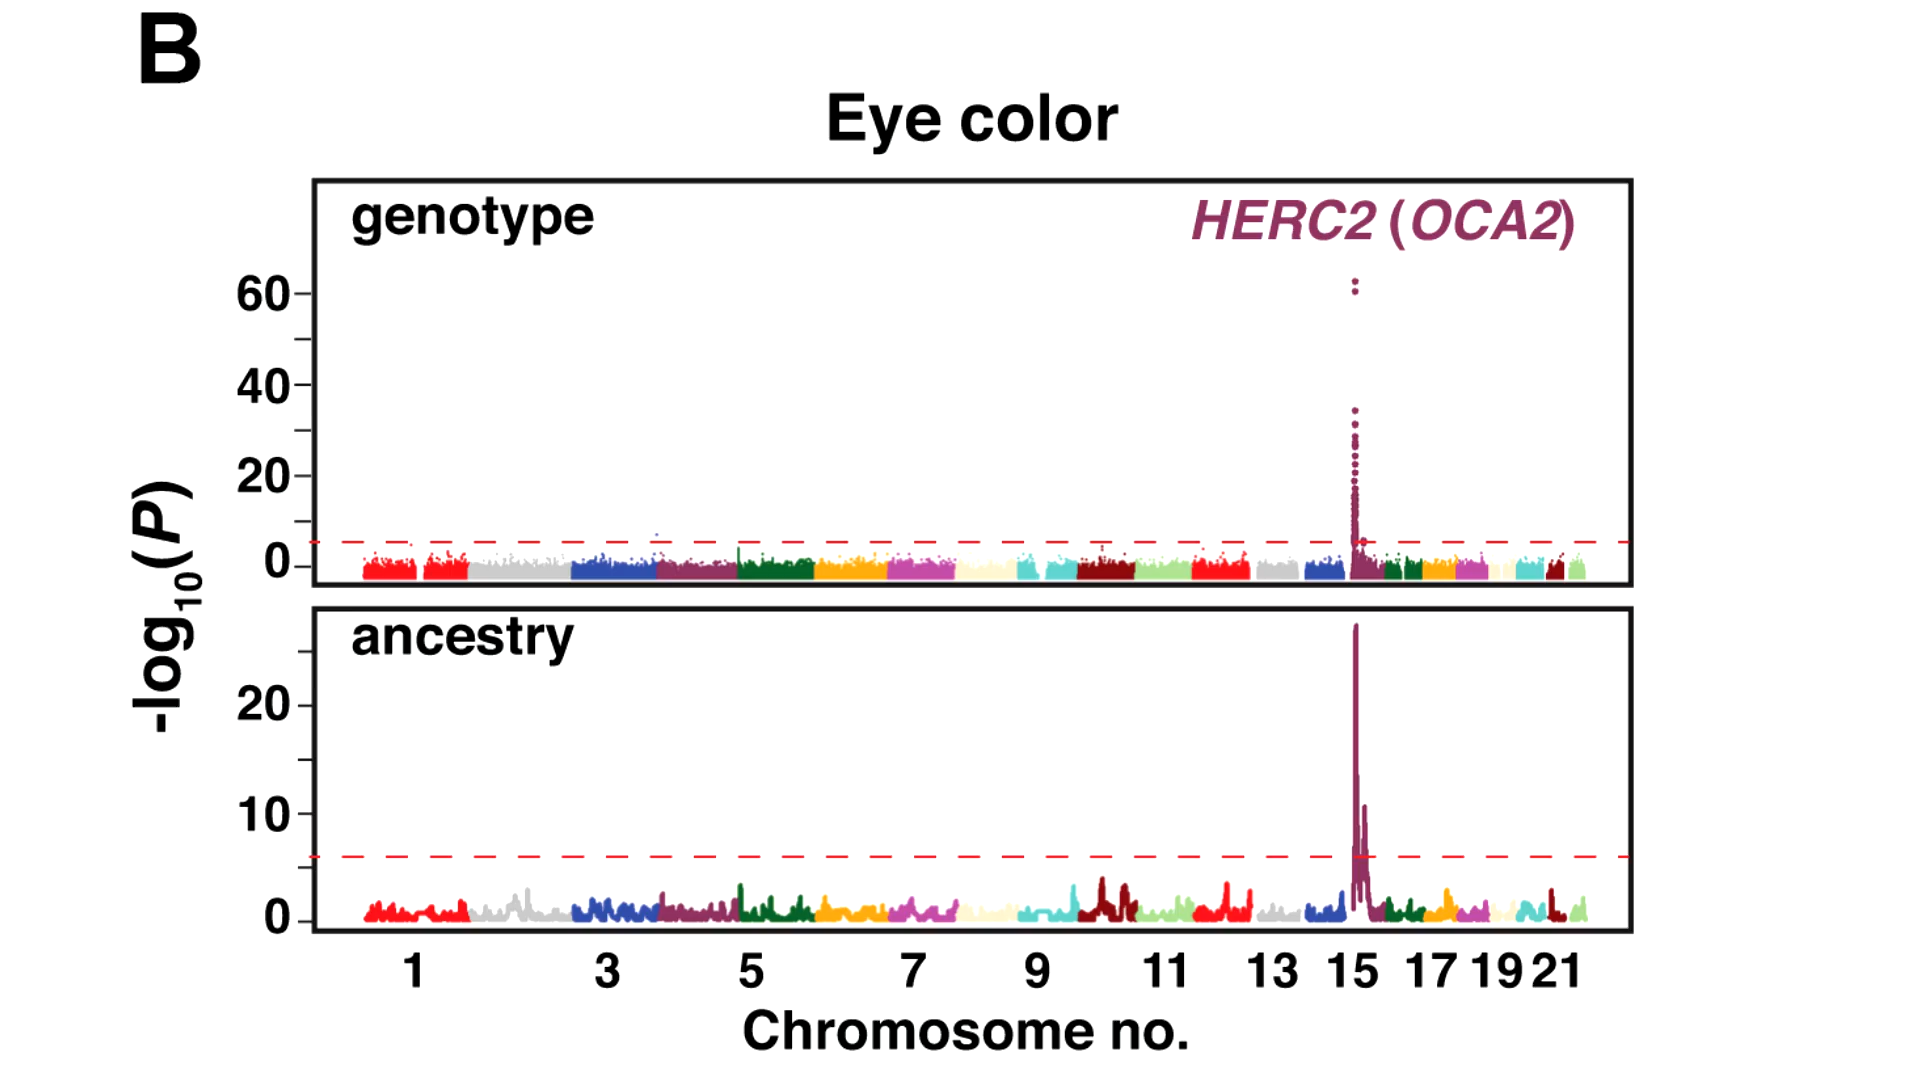 B
Eye color
genotype
HERC2 (OCA2)
60
40
20
0
ancestry
20
10
0
-log10(P)
1 3 5 7 9 11 13 15 17 19 21
Chromosome no.